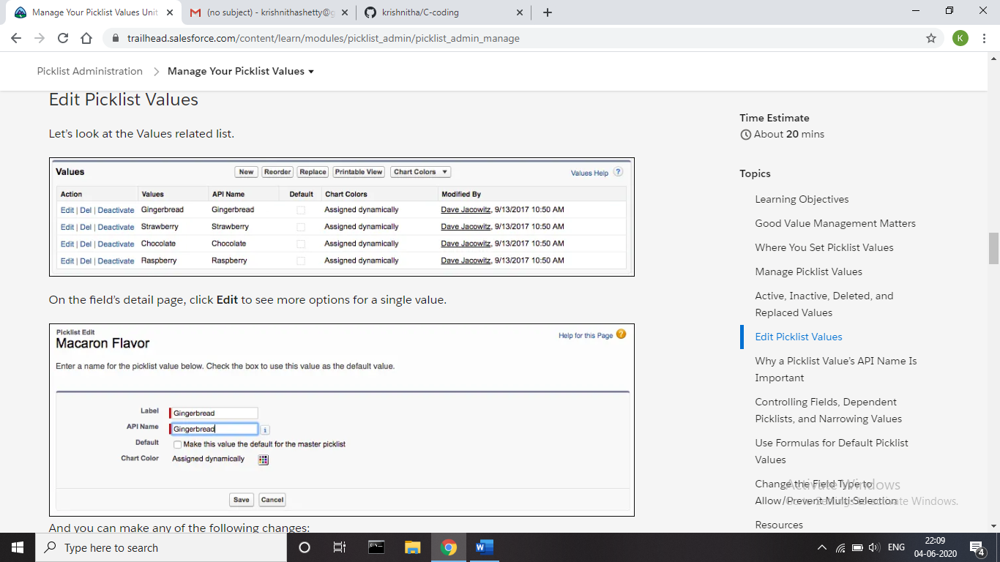 Manage Your Picklist Values Unit
(no subject) - krishnithashetty@g
krishnitha/C-coding
trailhead.salesforce.com/content/learn/modules/picklist_admin/picklist_admin_manage
K
Picklist Administration
Manage Your Picklist Values
Edit Picklist Values
Let's look at the Values related list.
Values
New Reorder Replace Printable View Chart Colors
Values Help ?
Action Values API Name Default Chart Colors Modified By
Edit | Del | Deactivate Gingerbread Gingerbread Assigned dynamically Dave Jacowitz, 9/13/2017 10:50 AM
Edit | Del | Deactivate Strawberry Strawberry Assigned dynamically Dave Jacowitz, 9/13/2017 10:50 AM
Edit | Del | Deactivate Chocolate Chocolate Assigned dynamically Dave Jacowitz, 9/13/2017 10:50 AM
Edit | Del | Deactivate Raspberry Raspberry Assigned dynamically Dave Jacowitz, 9/13/2017 10:50 AM
On the field's detail page, click Edit to see more options for a single value.
Picklist Edit
Macaron Flavor
Help for this Page ?
Enter a name for the picklist value below. Check the box to use this value as the default value.
Label Gingerbread
API Name Gingerbread i
Default Make this value the default for the master picklist
Chart Color Assigned dynamically
Save Cancel
And you can make any of the following changes:
Time Estimate
About 20 mins
Topics
Learning Objectives
Good Value Management Matters
Where You Set Picklist Values
Manage Picklist Values
Active, Inactive, Deleted, and
Replaced Values
Edit Picklist Values
Why a Picklist Value's API Name Is
Important
Controlling Fields, Dependent
Picklists, and Narrowing Values
Use Formulas for Default Picklist
Values
Change the Field Type to
Allow/Prevent Multi-Selection
Resources
Activate Windows
Go to Settings to activate Windows.
Type here to search
ENG
22:09
04-06-2020
4